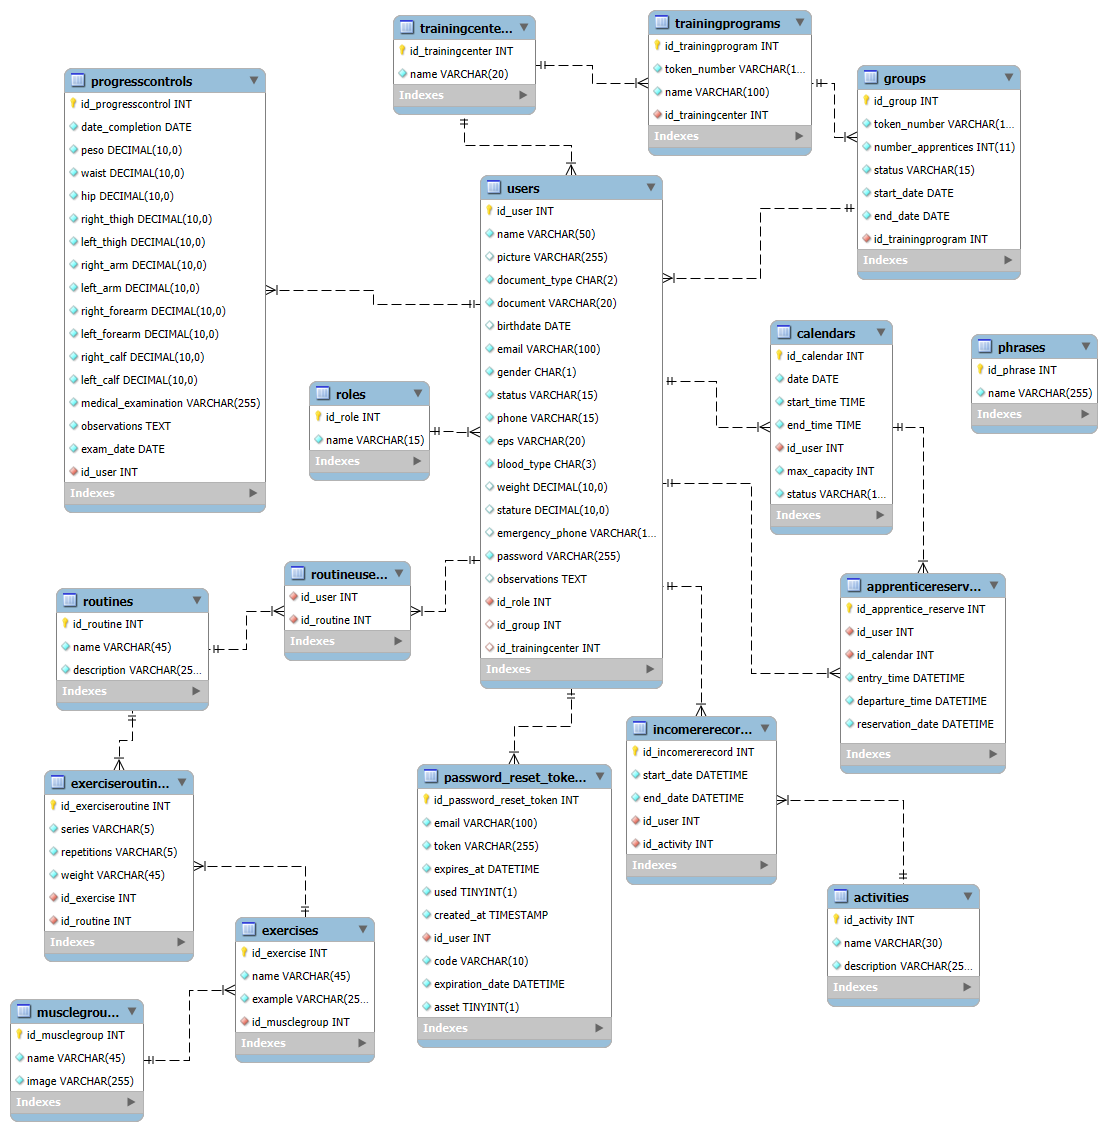 trainingcente...
id_trainingcenter INT
name VARCHAR(20)
Indexes
trainingprograms
id_trainingprogram INT
token_number VARCHAR(1...
name VARCHAR(100)
id_trainingcenter INT
Indexes
groups
id_group INT
token_number VARCHAR(1...
number_apprentices INT(11)
status VARCHAR(15)
start_date DATE
end_date DATE
id_trainingprogram INT
Indexes
progresscontrols
id_progresscontrol INT
date_completion DATE
peso DECIMAL(10,0)
waist DECIMAL(10,0)
hip DECIMAL(10,0)
right_thigh DECIMAL(10,0)
left_thigh DECIMAL(10,0)
right_arm DECIMAL(10,0)
left_arm DECIMAL(10,0)
right_forearm DECIMAL(10,0)
left_forearm DECIMAL(10,0)
right_calf DECIMAL(10,0)
left_calf DECIMAL(10,0)
medical_examination VARCHAR(255)
observations TEXT
exam_date DATE
id_user INT
Indexes
users
id_user INT
name VARCHAR(50)
picture VARCHAR(255)
document_type CHAR(2)
document VARCHAR(20)
birthdate DATE
email VARCHAR(100)
gender CHAR(1)
status VARCHAR(15)
phone VARCHAR(15)
eps VARCHAR(20)
blood_type CHAR(3)
weight DECIMAL(10,0)
stature DECIMAL(10,0)
emergency_phone VARCHAR(1...
password VARCHAR(255)
observations TEXT
id_role INT
id_group INT
id_trainingcenter INT
Indexes
calendars
id_calendar INT
date DATE
start_time TIME
end_time TIME
id_user INT
max_capacity INT
status VARCHAR(1...
Indexes
phrases
id_phrase INT
name VARCHAR(255)
Indexes
roles
id_role INT
name VARCHAR(15)
Indexes
routineuse...
id_user INT
id_routine INT
Indexes
routines
id_routine INT
name VARCHAR(45)
description VARCHAR(25...
Indexes
apprenticereserv...
id_apprentice_reserve INT
id_user INT
id_calendar INT
entry_time DATETIME
departure_time DATETIME
reservation_date DATETIME
Indexes
incomererecor...
id_incomererecord INT
start_date DATETIME
end_date DATETIME
id_user INT
id_activity INT
Indexes
password_reset_toke...
id_password_reset_token INT
email VARCHAR(100)
token VARCHAR(255)
expires_at DATETIME
used TINYINT(1)
created_at TIMESTAMP
id_user INT
code VARCHAR(10)
expiration_date DATETIME
asset TINYINT(1)
Indexes
exerciseroutin...
id_exerciseroutine INT
series VARCHAR(5)
repetitions VARCHAR(5)
weight VARCHAR(45)
id_exercise INT
id_routine INT
Indexes
activities
id_activity INT
name VARCHAR(30)
description VARCHAR(25...
Indexes
exercises
id_exercise INT
name VARCHAR(45)
example VARCHAR(25...
id_musclegroup INT
Indexes
musclegrou...
id_musclegroup INT
name VARCHAR(45)
image VARCHAR(255)
Indexes